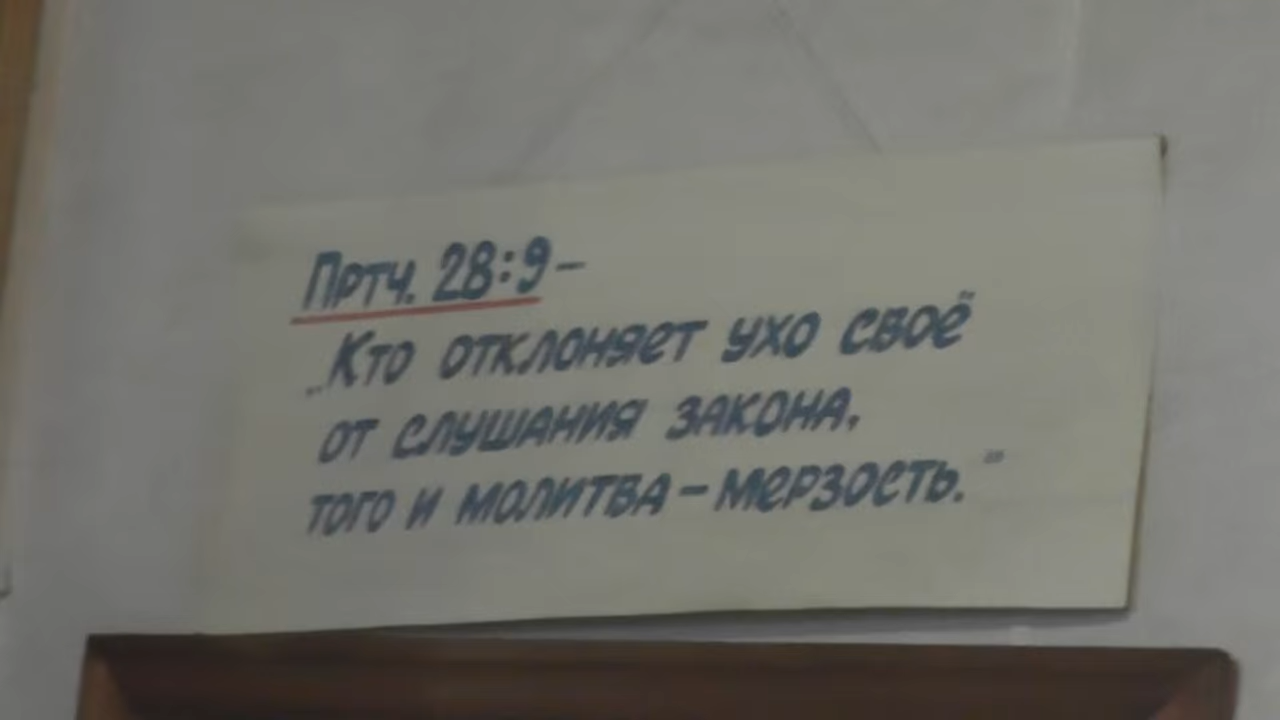 Пртч. 28:9 –
„Кто отклоняет ухо своё
от слушания закона,
того и молитва – мерзость.“